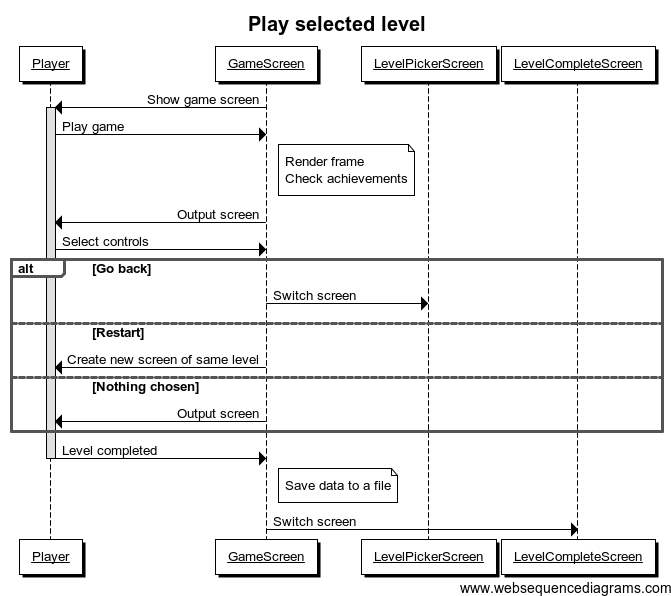 Play selected level
Player GameScreen LevelPickerScreen LevelCompleteScreen
Show game screen
Play game
Render frame
Check achievements
Output screen
Select controls
alt [Go back]
Switch screen
[Restart]
Create new screen of same level
[Nothing chosen]
Output screen
Level completed
Save data to a file
Switch screen
Player GameScreen LevelPickerScreen LevelCompleteScreen
www.websequencediagrams.com